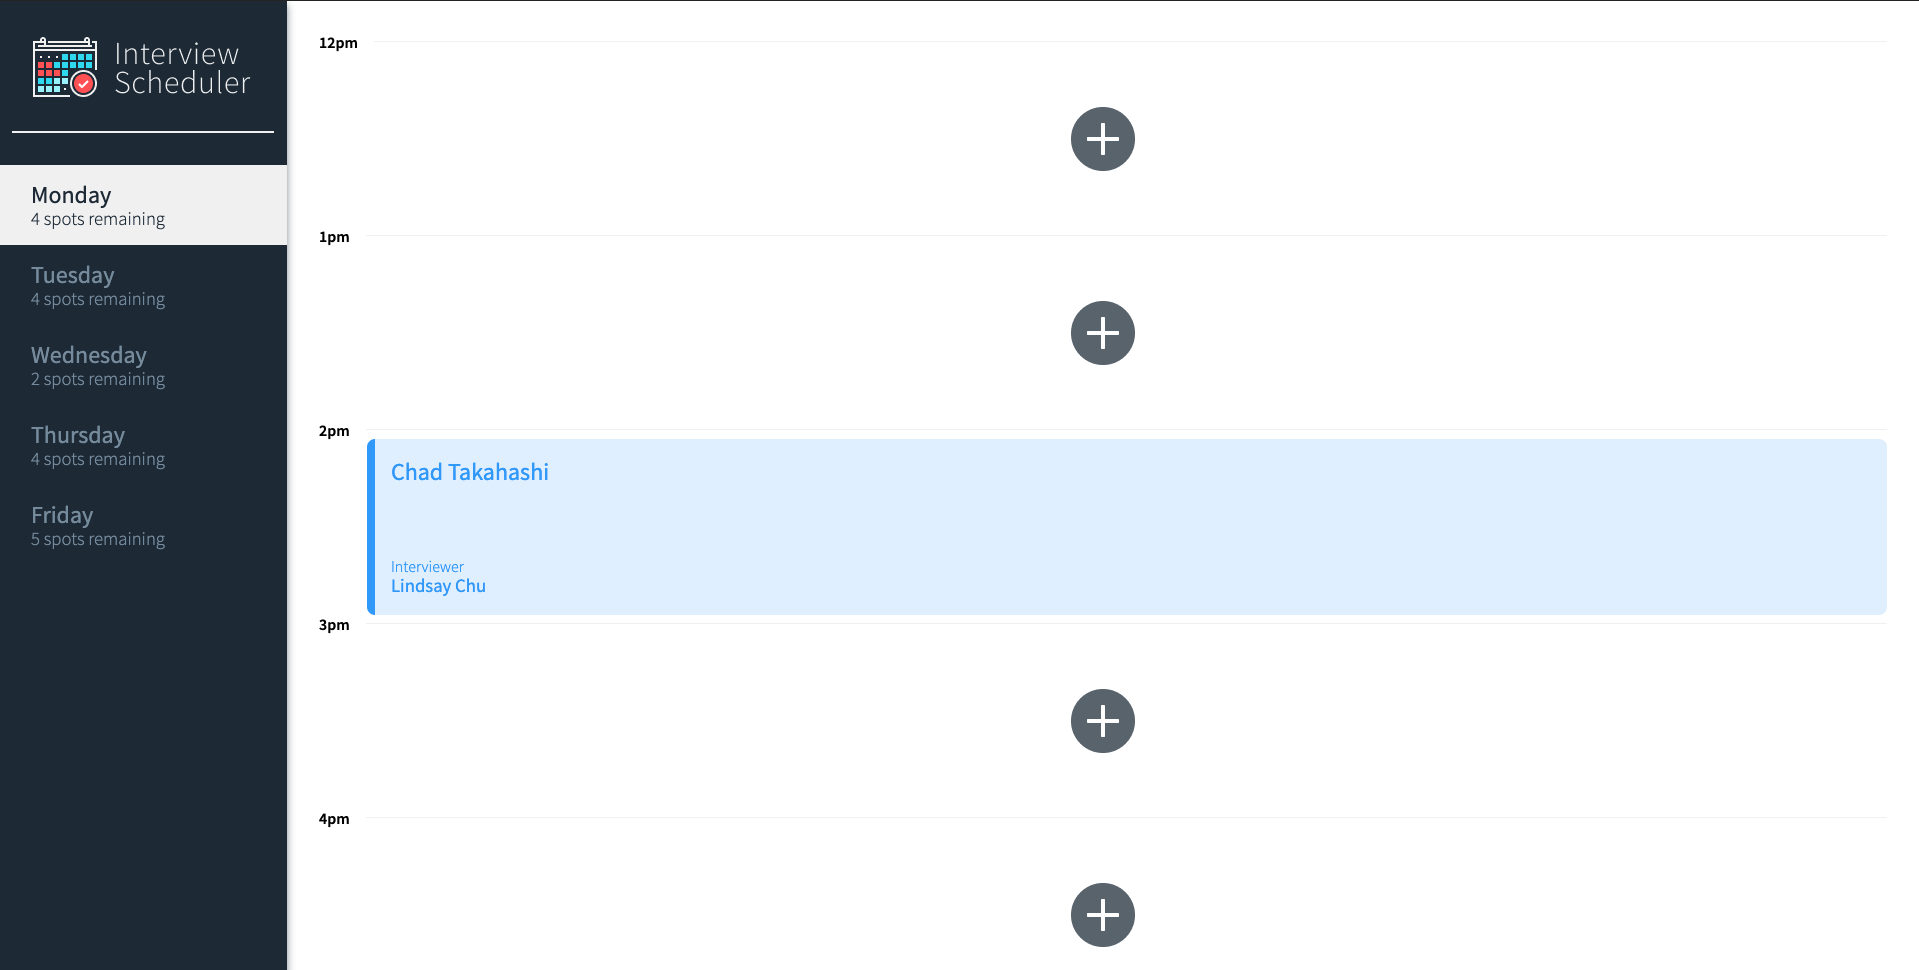 Interview
Scheduler
Monday
4 spots remaining
Tuesday
4 spots remaining
Wednesday
2 spots remaining
Thursday
4 spots remaining
Friday
5 spots remaining
12pm
1pm
2pm
Chad Takahashi
Interviewer
Lindsay Chu
3pm
4pm